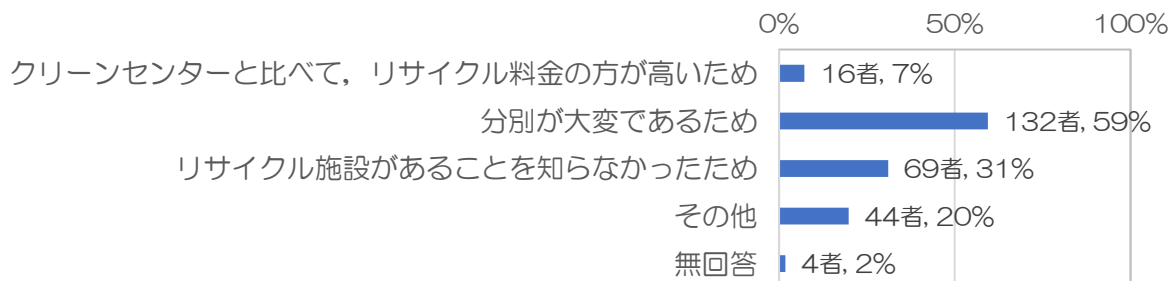 0% 50% 100%
クリーンセンターと比べて，リサイクル料金の方が高いため 16者, 7%
分別が大変であるため 132者, 59%
リサイクル施設があることを知らなかったため 69者, 31%
その他 44者, 20%
無回答 4者, 2%